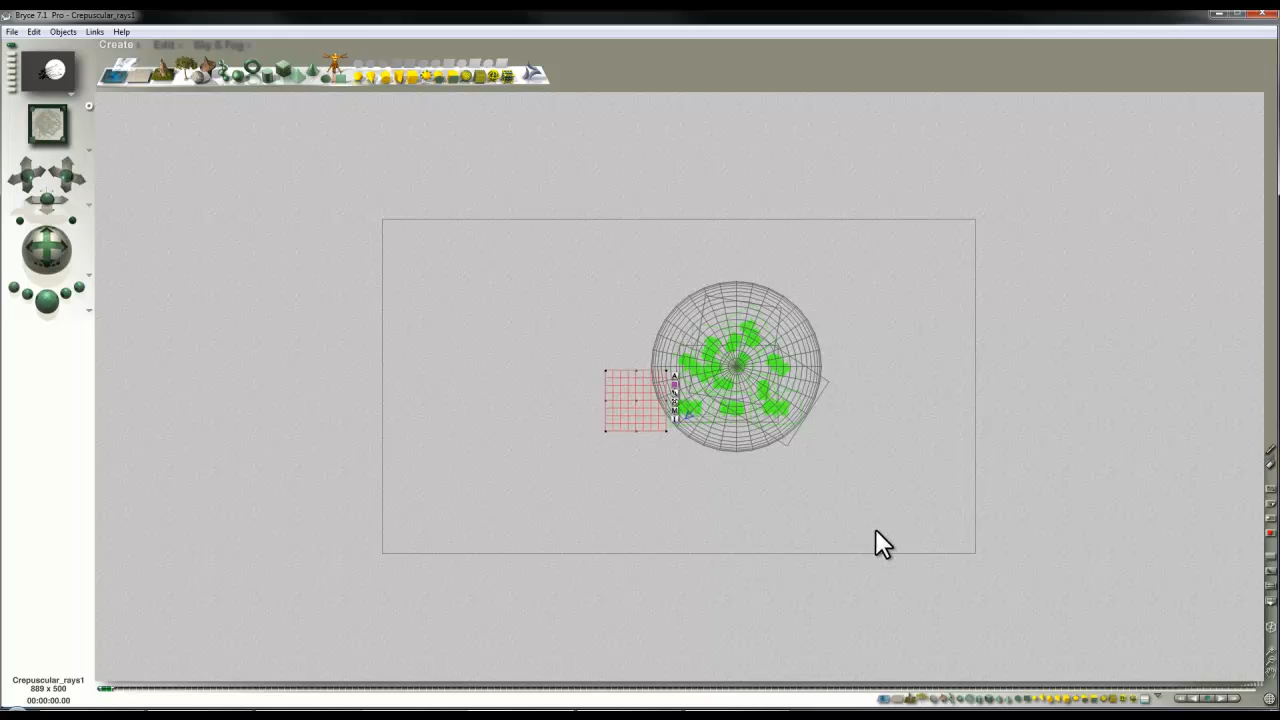 Bryce 7.1 Pro - Crepuscular_rays1
File Edit Objects Links Help
Create Edit Sky & Fog
A
M
Crepuscular_rays1
889 x 500
00:00:00.00